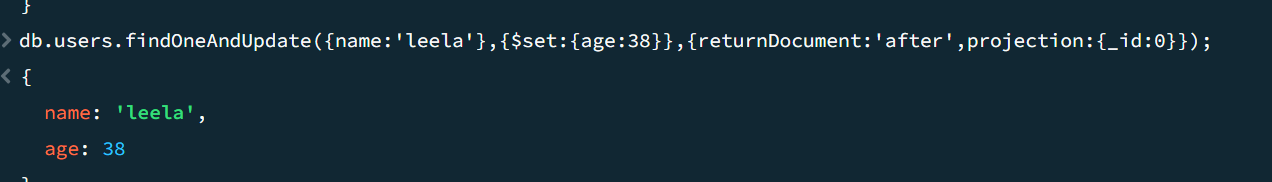 }
> db.users.findOneAndUpdate({name:'leela'},{$set:{age:38}},{returnDocument:'after',projection:{_id:0}});
< {
name: 'leela',
age: 38
}